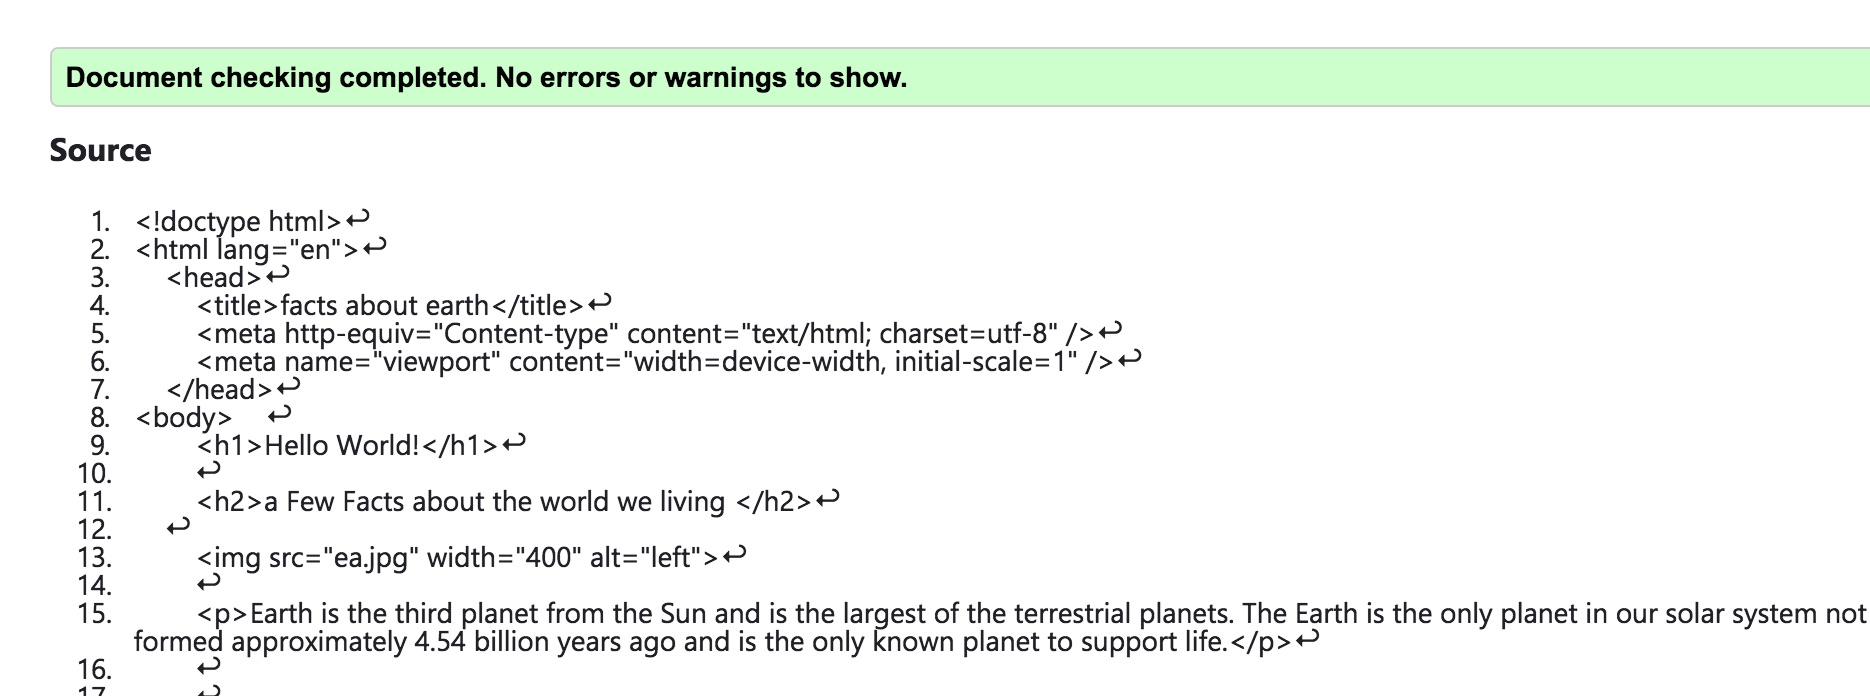 Document checking completed. No errors or warnings to show.
Source
1. <!doctype html>↩
2. <html lang="en">↩
3. <head>↩
4. <title>facts about earth</title>↩
5. <meta http-equiv="Content-type" content="text/html; charset=utf-8" />↩
6. <meta name="viewport" content="width=device-width, initial-scale=1" />↩
7. </head>↩
8. <body> ↩
9. <h1>Hello World!</h1>↩
10. ↩
11. <h2>a Few Facts about the world we living </h2>↩
12. ↩
13. <img src="ea.jpg" width="400" alt="left">↩
14. ↩
15. <p>Earth is the third planet from the Sun and is the largest of the terrestrial planets. The Earth is the only planet in our solar system not
formed approximately 4.54 billion years ago and is the only known planet to support life.</p>↩
16. ↩
17. ↩